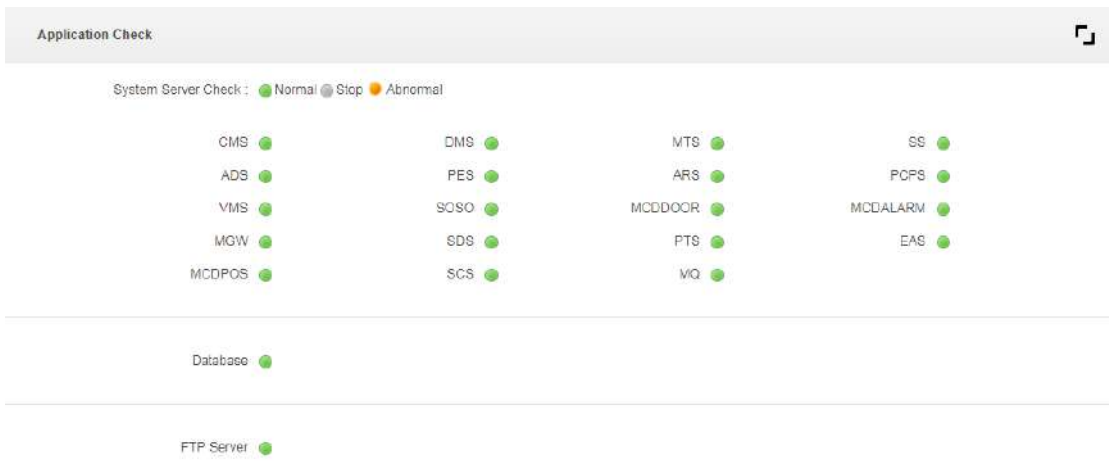 Application Check
System Server Check : Normal Stop Abnormal
CMS DMS MTS SS
ADS PES ARS PCPS
VMS SOSO MCDDOOR MCDALARM
MGW SDS PTS EAS
MCDPOS SCS MQ
Database
FTP Server